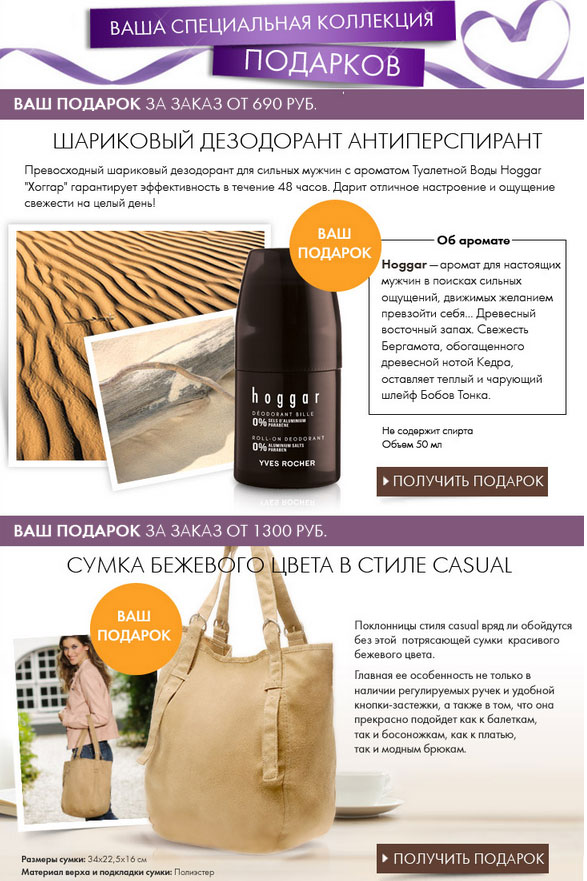 ВАША СПЕЦИАЛЬНАЯ КОЛЛЕКЦИЯ
ПОДАРКОВ
ВАШ ПОДАРОК ЗА ЗАКАЗ ОТ 690 РУБ.
ШАРИКОВЫЙ ДЕЗОДОРАНТ АНТИПЕРСПИРАНТ
Превосходный шариковый дезодорант для сильных мужчин с ароматом Туалетной Воды Hoggar
"Хоггар" гарантирует эффективность в течение 48 часов. Дарит отличное настроение и ощущение
свежести на целый день!
ВАШ
ПОДАРОК
Об аромате
Hoggar — аромат для настоящих
мужчин в поисках сильных
ощущений, движимых желанием
превзойти себя... Древесный
восточный запах. Свежесть
Бергамота, обогащенного
древесной нотой Кедра,
оставляет теплый и чарующий
шлейф Бобов Тонка.
hoggar
DÉODORANT BILLE
0% SELS D'ALUMINIUM
PARABÈNE
ROLL-ON DEODORANT
0% ALUMINIUM SALTS
PARABEN
YVES ROCHER
Не содержит спирта
Объем 50 мл
ПОЛУЧИТЬ ПОДАРОК
ВАШ ПОДАРОК ЗА ЗАКАЗ ОТ 1300 РУБ.
СУМКА БЕЖЕВОГО ЦВЕТА В СТИЛЕ CASUAL
ВАШ
ПОДАРОК
Поклонницы стиля casual вряд ли обойдутся
без этой потрясающей сумки красивого
бежевого цвета.
Главная ее особенность не только в
наличии регулируемых ручек и удобной
кнопки-застежки, а также в том, что она
прекрасно подойдет как к балеткам,
так и босоножкам, как к платью,
так и модным брюкам.
Размеры сумки: 34х22,5х16 см
Материал верха и подкладки сумки: Полиэстер
ПОЛУЧИТЬ ПОДАРОК